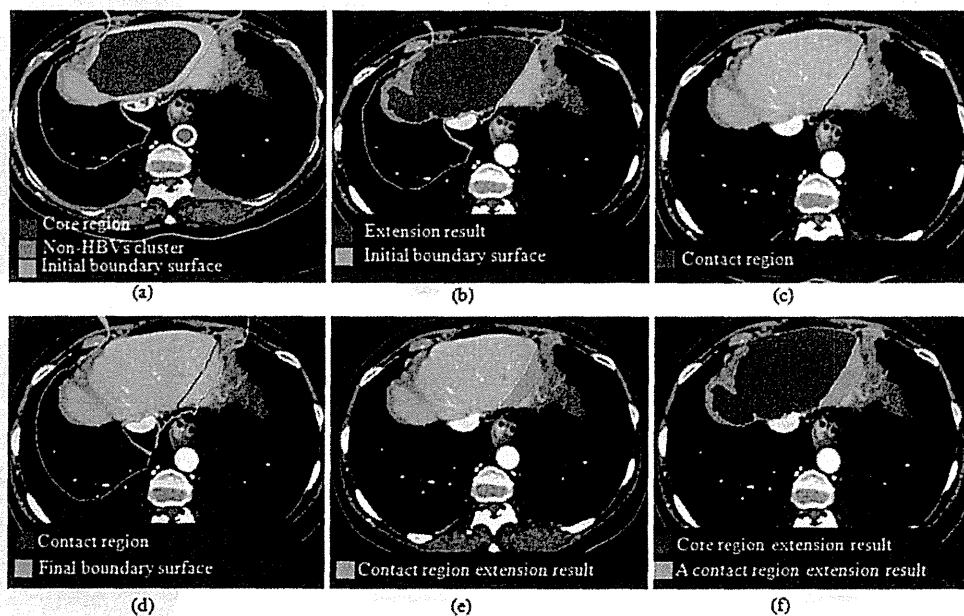 Core region
Non-HBVs cluster
Initial boundary surface
(a)
Extension result
Initial boundary surface
(b)
Contact region
(c)
Contact region
Final boundary surface
(d)
Contact region extension result
(e)
Core region extension result
A contact region extension result
(f)